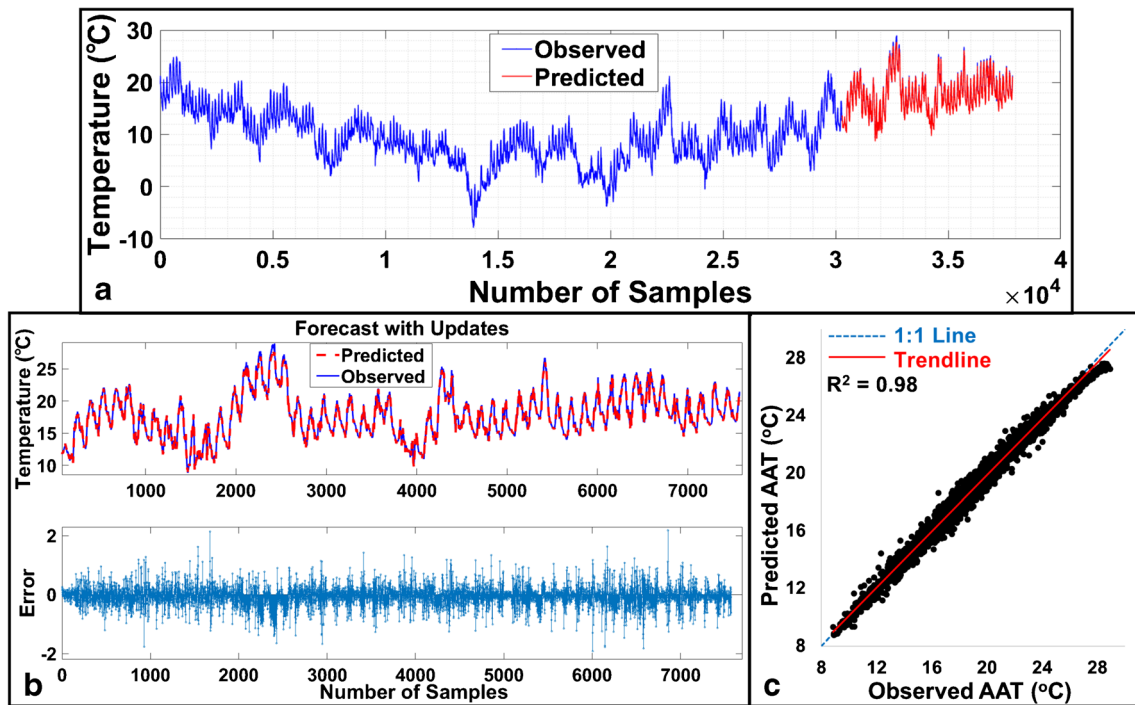 30
20
10
0
-10
Temperature (°C)
Observed
Predicted
0 0.5 1 1.5 2 2.5 3 3.5 4
Number of Samples
×10⁴
a
Forecast with Updates
Temperature (°C)
25
20
15
10
Predicted
Observed
1000 2000 3000 4000 5000 6000 7000
Error
2
0
-2
0 1000 2000 3000 4000 5000 6000 7000
Number of Samples
b
1:1 Line
Trendline
R² = 0.98
Predicted AAT (°C)
28
24
20
16
12
8
8 12 16 20 24 28
Observed AAT (°C)
c